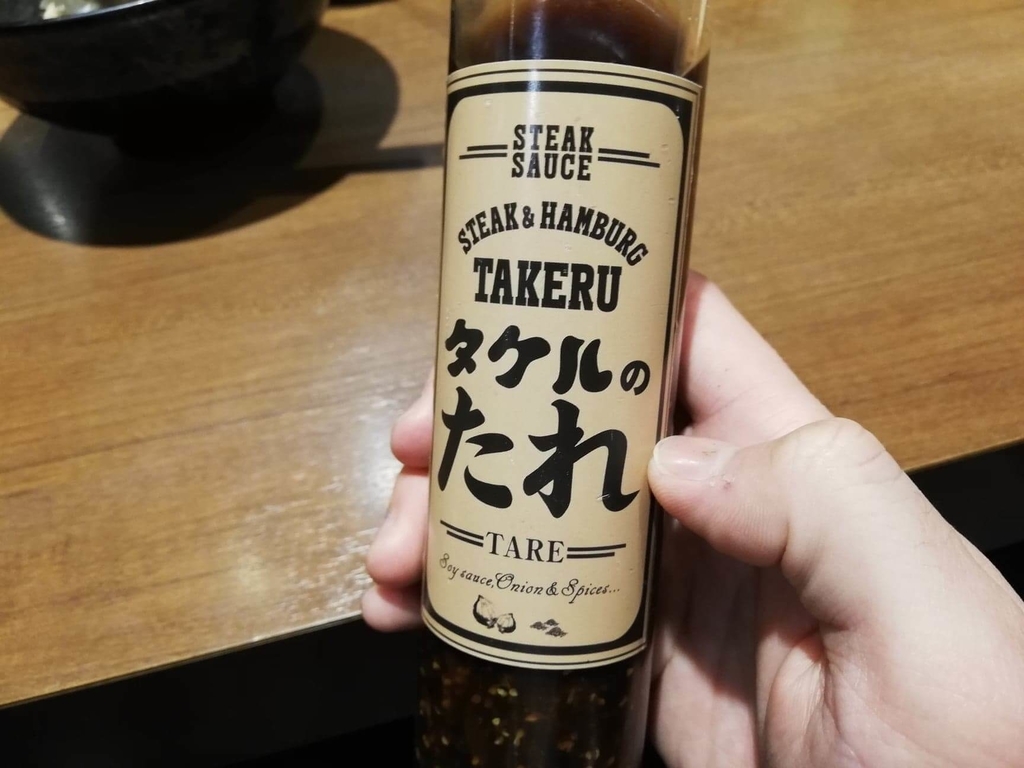 STEAK
SAUCE
STEAK & HAMBURG
TAKERU
タケルの
たれ
TARE
Soy sauce, Onion & Spices...